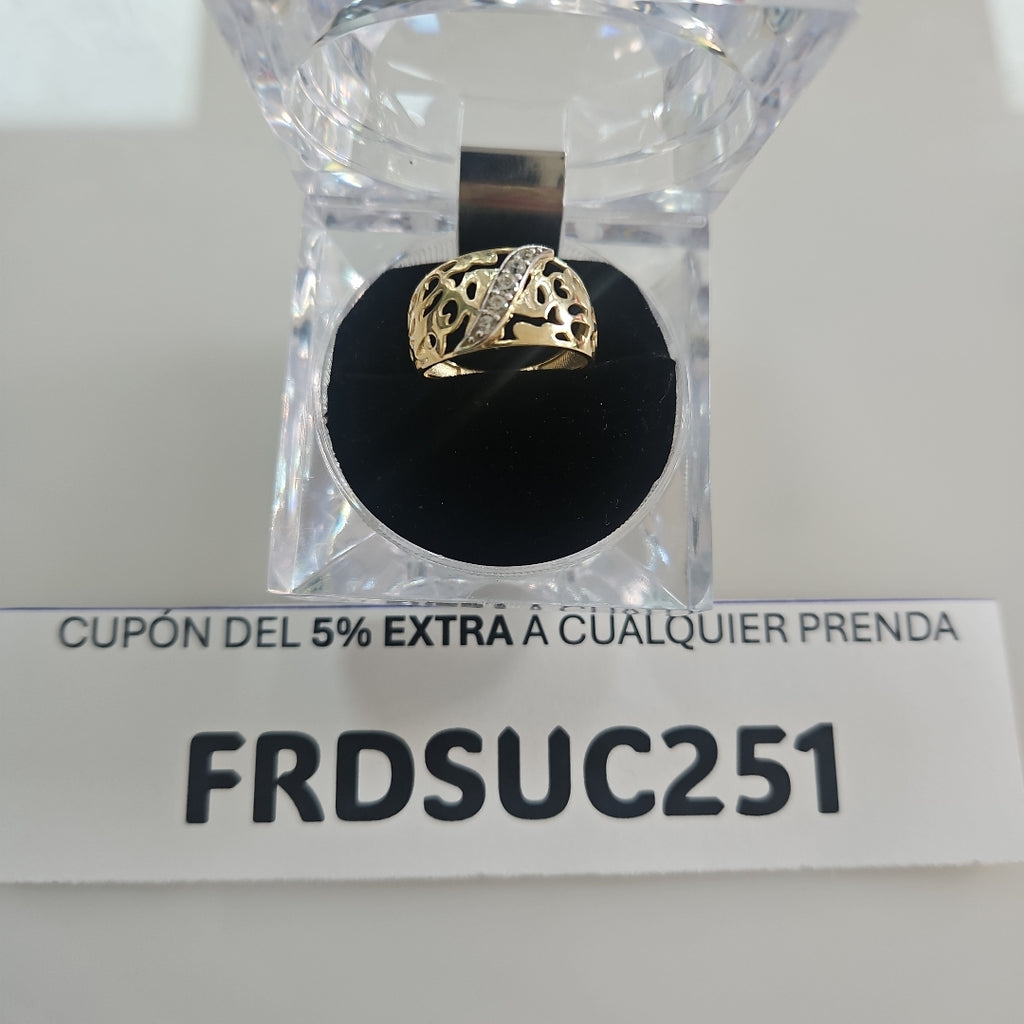 CUPÓN DEL 5% EXTRA A CUALQUIER PRENDA
FRDSUC251